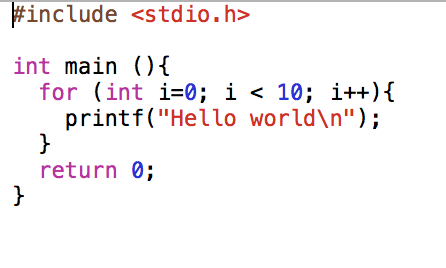 #include <stdio.h>

int main (){
  for (int i=0; i < 10; i++){
    printf("Hello world\n");
  }
  return 0;
}